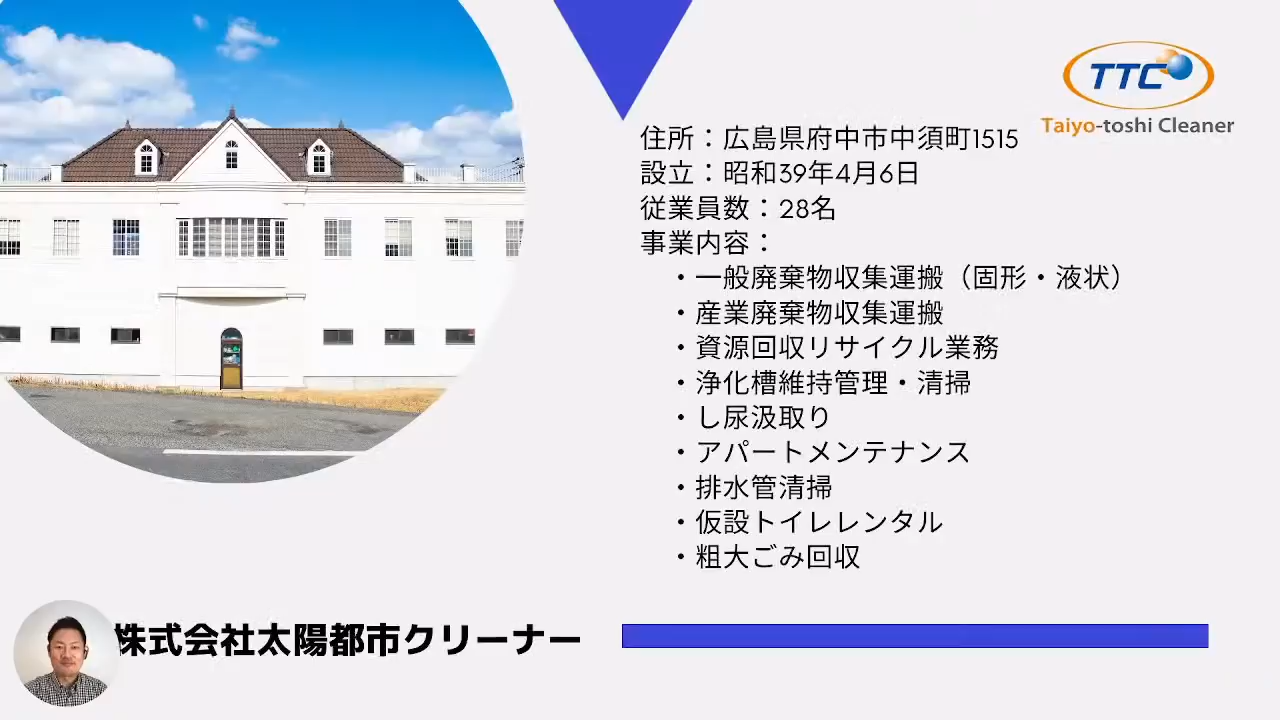 TTC
Taiyo-toshi Cleaner
住所：広島県府中市中須町1515
設立：昭和39年4月6日
従業員数：28名
事業内容：
・一般廃棄物収集運搬（固形・液状）
・産業廃棄物収集運搬
・資源回収リサイクル業務
・浄化槽維持管理・清掃
・し尿汲取り
・アパートメンテナンス
・排水管清掃
・仮設トイレレンタル
・粗大ごみ回収
株式会社太陽都市クリーナー